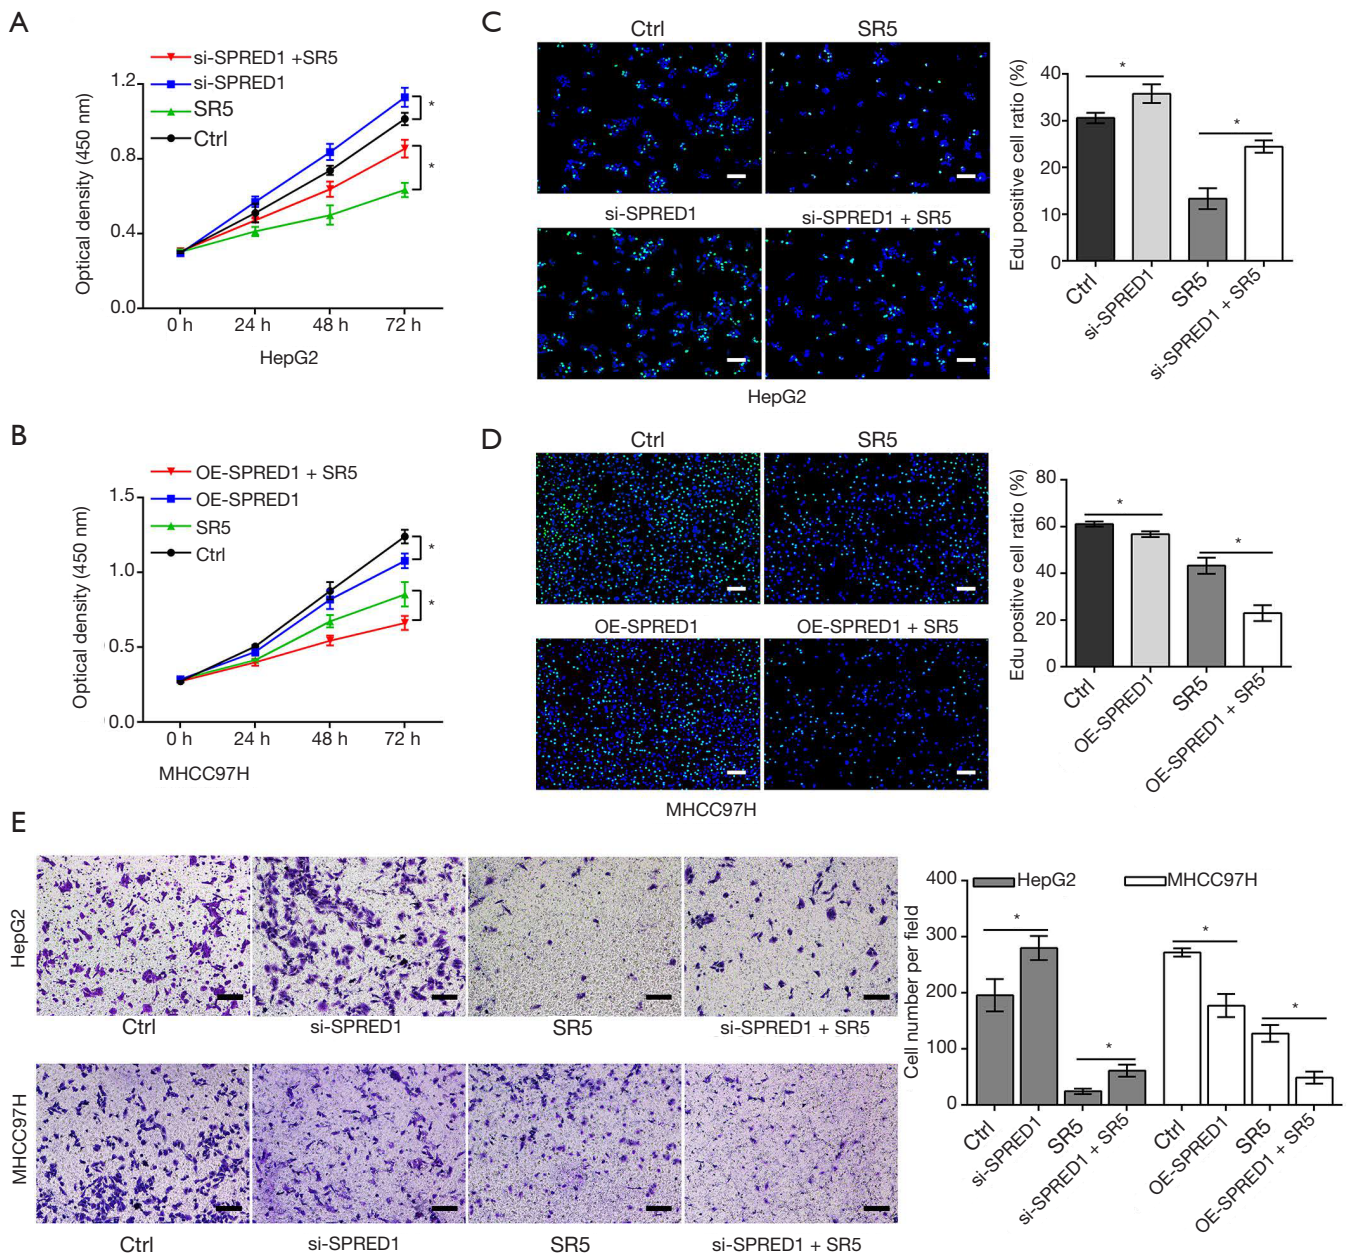 A
si-SPRED1 +SR5
si-SPRED1
SR5
Ctrl
Optical density (450 nm)
1.2
0.8
0.4
0.0
0 h 24 h 48 h 72 h
*
*
HepG2
B
OE-SPRED1 + SR5
OE-SPRED1
SR5
Ctrl
Optical density (450 nm)
1.5
1.0
0.5
0.0
0 h 24 h 48 h 72 h
*
*
MHCC97H
C
Ctrl SR5
si-SPRED1 si-SPRED1 + SR5
HepG2
Edu positive cell ratio (%)
40
30
20
10
0
*
*
Ctrl
si-SPRED1
SR5
si-SPRED1 + SR5
D
Ctrl SR5
OE-SPRED1 OE-SPRED1 + SR5
MHCC97H
Edu positive cell ratio (%)
80
60
40
20
0
*
*
Ctrl
OE-SPRED1
SR5
OE-SPRED1 + SR5
E
HepG2
Ctrl si-SPRED1 SR5 si-SPRED1 + SR5
MHCC97H
Ctrl si-SPRED1 SR5 si-SPRED1 + SR5
HepG2 MHCC97H
Cell number per field
400
300
200
100
0
*
*
*
*
Ctrl
si-SPRED1
SR5
si-SPRED1 + SR5
Ctrl
OE-SPRED1
SR5
OE-SPRED1 + SR5